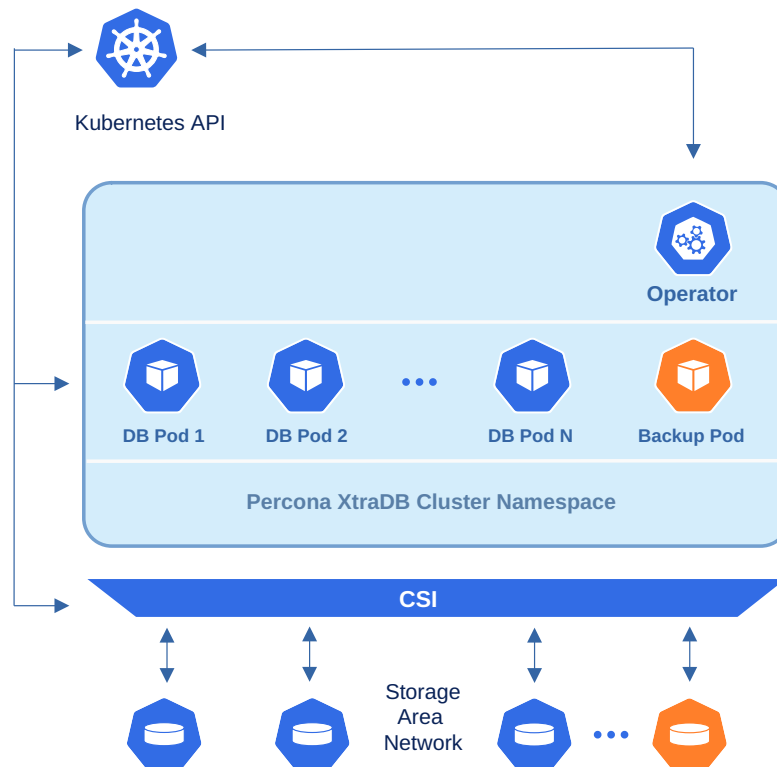 Kubernetes API
Operator
DB Pod 1
DB Pod 2
DB Pod N
Backup Pod
Percona XtraDB Cluster Namespace
CSI
Storage
Area
Network